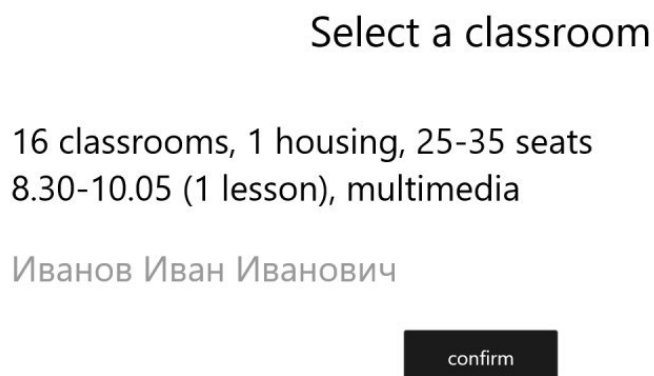 Select a classroom
16 classrooms, 1 housing, 25-35 seats
8.30-10.05 (1 lesson), multimedia
Иванов Иван Иванович
confirm